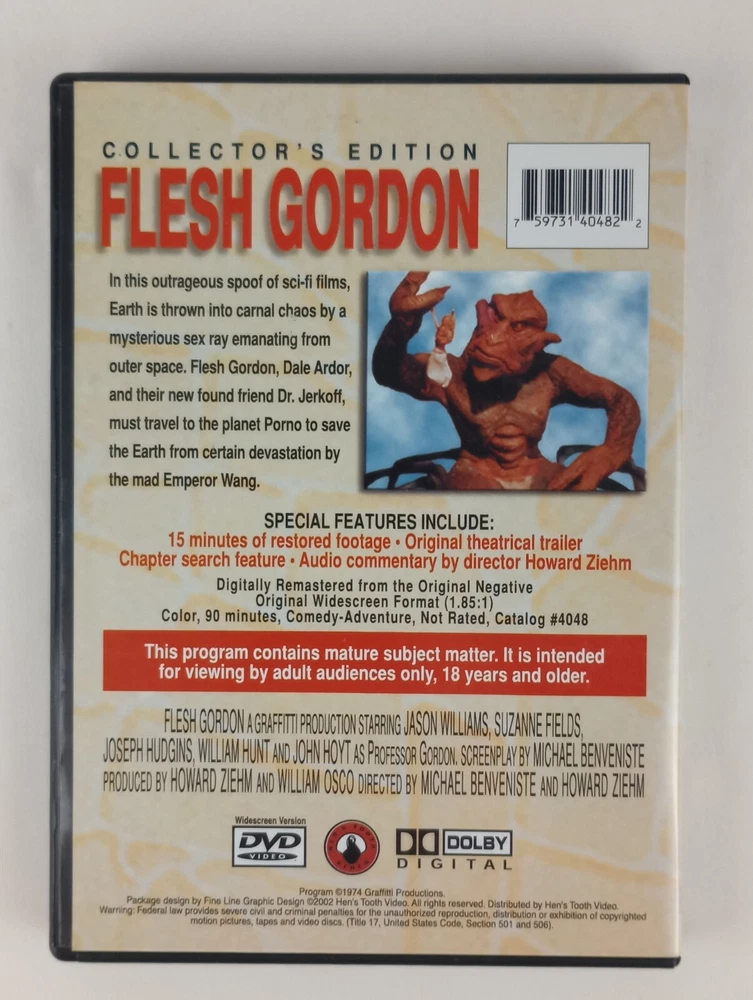 COLLECTOR'S EDITION
FLESH GORDON
7 59731 40482 2
In this outrageous spoof of sci-fi films,
Earth is thrown into carnal chaos by a
mysterious sex ray emanating from
outer space. Flesh Gordon, Dale Ardor,
and their new found friend Dr. Jerkoff,
must travel to the planet Porno to save
the Earth from certain devastation by
the mad Emperor Wang.
SPECIAL FEATURES INCLUDE:
15 minutes of restored footage • Original theatrical trailer
Chapter search feature • Audio commentary by director Howard Ziehm
Digitally Remastered from the Original Negative
Original Widescreen Format (1.85:1)
Color, 90 minutes, Comedy-Adventure, Not Rated, Catalog #4048
This program contains mature subject matter. It is intended
for viewing by adult audiences only, 18 years and older.
FLESH GORDON A GRAFFITTI PRODUCTION STARRING JASON WILLIAMS, SUZANNE FIELDS,
JOSEPH HUDGINS, WILLIAM HUNT AND JOHN HOYT AS PROFESSOR GORDON. SCREENPLAY BY MICHAEL BENVENISTE
PRODUCED BY HOWARD ZIEHM AND WILLIAM OSCO DIRECTED BY MICHAEL BENVENISTE AND HOWARD ZIEHM
Widescreen Version
DVD
VIDEO
HEN'S TOOTH
VIDEO
DOLBY
DIGITAL
Program ©1974 Graffitti Productions.
Package design by Fine Line Graphic Design ©2002 Hen's Tooth Video. All rights reserved. Distributed by Hen's Tooth Video.
Warning: Federal law provides severe civil and criminal penalties for the unauthorized reproduction, distribution or exhibition of copyrighted
motion pictures, tapes and video discs. (Title 17, United States Code, Section 501 and 506).